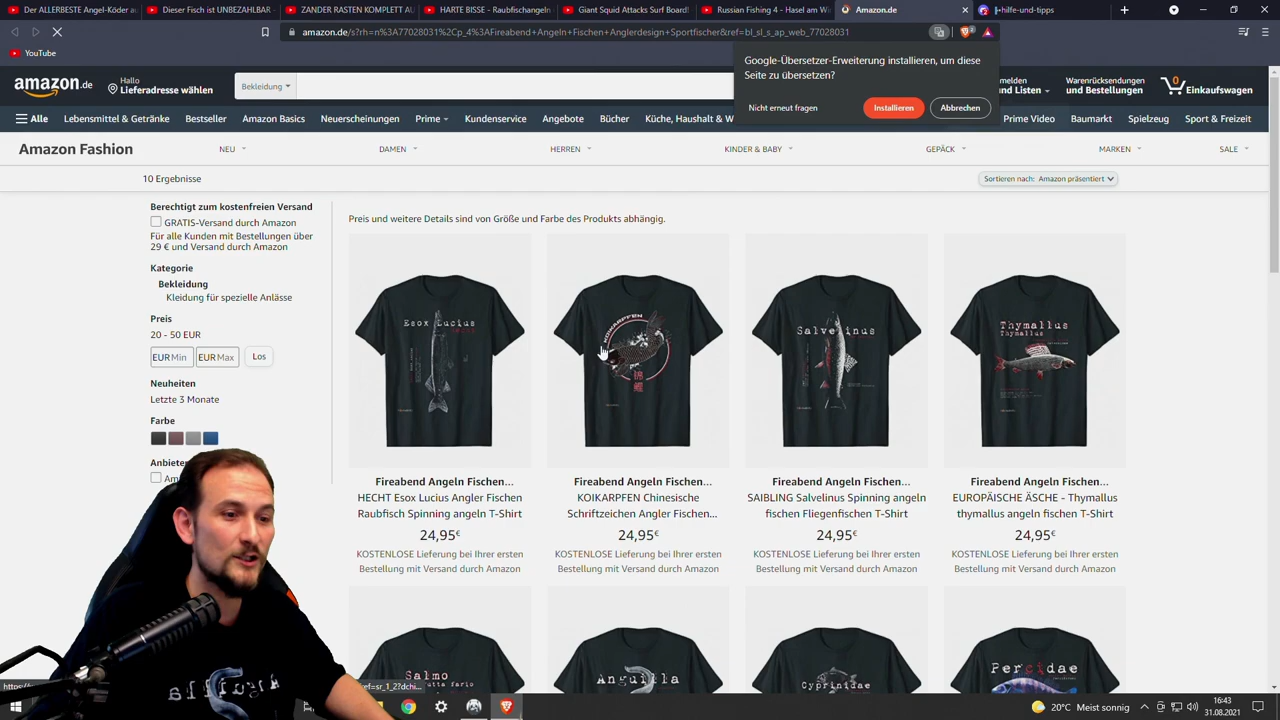 Der ALLERBESTE Angel-Köder au
Dieser Fisch ist UNBEZAHLBAR -
ZANDER RASTEN KOMPLETT AU
HARTE BISSE - Raubfischangeln
Giant Squid Attacks Surf Board!
Russian Fishing 4 - Hasel am Wi
Amazon.de
hilfe-und-tipps
amazon.de/s?rh=n%3A77028031%2Cp_4%3AFireabend+Angeln+Fischen+Anglerdesign+Sportfischer&ref=bl_sl_s_ap_web_77028031
YouTube
Google-Übersetzer-Erweiterung installieren, um diese
Seite zu übersetzen?
Nicht erneut fragen
Installieren
Abbrechen
amazon.de
Hallo
Lieferadresse wählen
Bekleidung
melden
und Listen
Warenrücksendungen
und Bestellungen
0
Einkaufswagen
Alle
Lebensmittel & Getränke
Bestseller
Amazon Basics
Neuerscheinungen
Prime
Kundenservice
Angebote
Bücher
Küche, Haushalt & W
Prime Video
Baumarkt
Spielzeug
Sport & Freizeit
Amazon Fashion
NEU
DAMEN
HERREN
KINDER & BABY
GEPÄCK
MARKEN
SALE
10 Ergebnisse
Sortieren nach: Amazon präsentiert
Berechtigt zum kostenfreien Versand
GRATIS-Versand durch Amazon
Für alle Kunden mit Bestellungen über
29 € und Versand durch Amazon
Kategorie
Bekleidung
Kleidung für spezielle Anlässe
Preis
20 - 50 EUR
EUR Min
EUR Max
Los
Neuheiten
Letzte 3 Monate
Farbe
Anbieter
Am
Preis und weitere Details sind von Größe und Farbe des Produkts abhängig.
Esox Lucius
KOIKARPFEN
Salvelinus
Thymallus
Thymallus
Fireabend Angeln Fischen...
HECHT Esox Lucius Angler Fischen
Raubfisch Spinning angeln T-Shirt
24,95€
KOSTENLOSE Lieferung bei Ihrer ersten
Bestellung mit Versand durch Amazon
Fireabend Angeln Fischen...
KOIKARPFEN Chinesische
Schriftzeichen Angler Fischen...
24,95€
KOSTENLOSE Lieferung bei Ihrer ersten
Bestellung mit Versand durch Amazon
Fireabend Angeln Fischen...
SAIBLING Salvelinus Spinning angeln
fischen Fliegenfischen T-Shirt
24,95€
KOSTENLOSE Lieferung bei Ihrer ersten
Bestellung mit Versand durch Amazon
Fireabend Angeln Fischen...
EUROPÄISCHE ÄSCHE - Thymallus
thymallus angeln fischen T-Shirt
24,95€
KOSTENLOSE Lieferung bei Ihrer ersten
Bestellung mit Versand durch Amazon
Salmo
Anguilla
Cyprinidae
Percidae
20°C Meist sonnig
16:43
31.08.2021